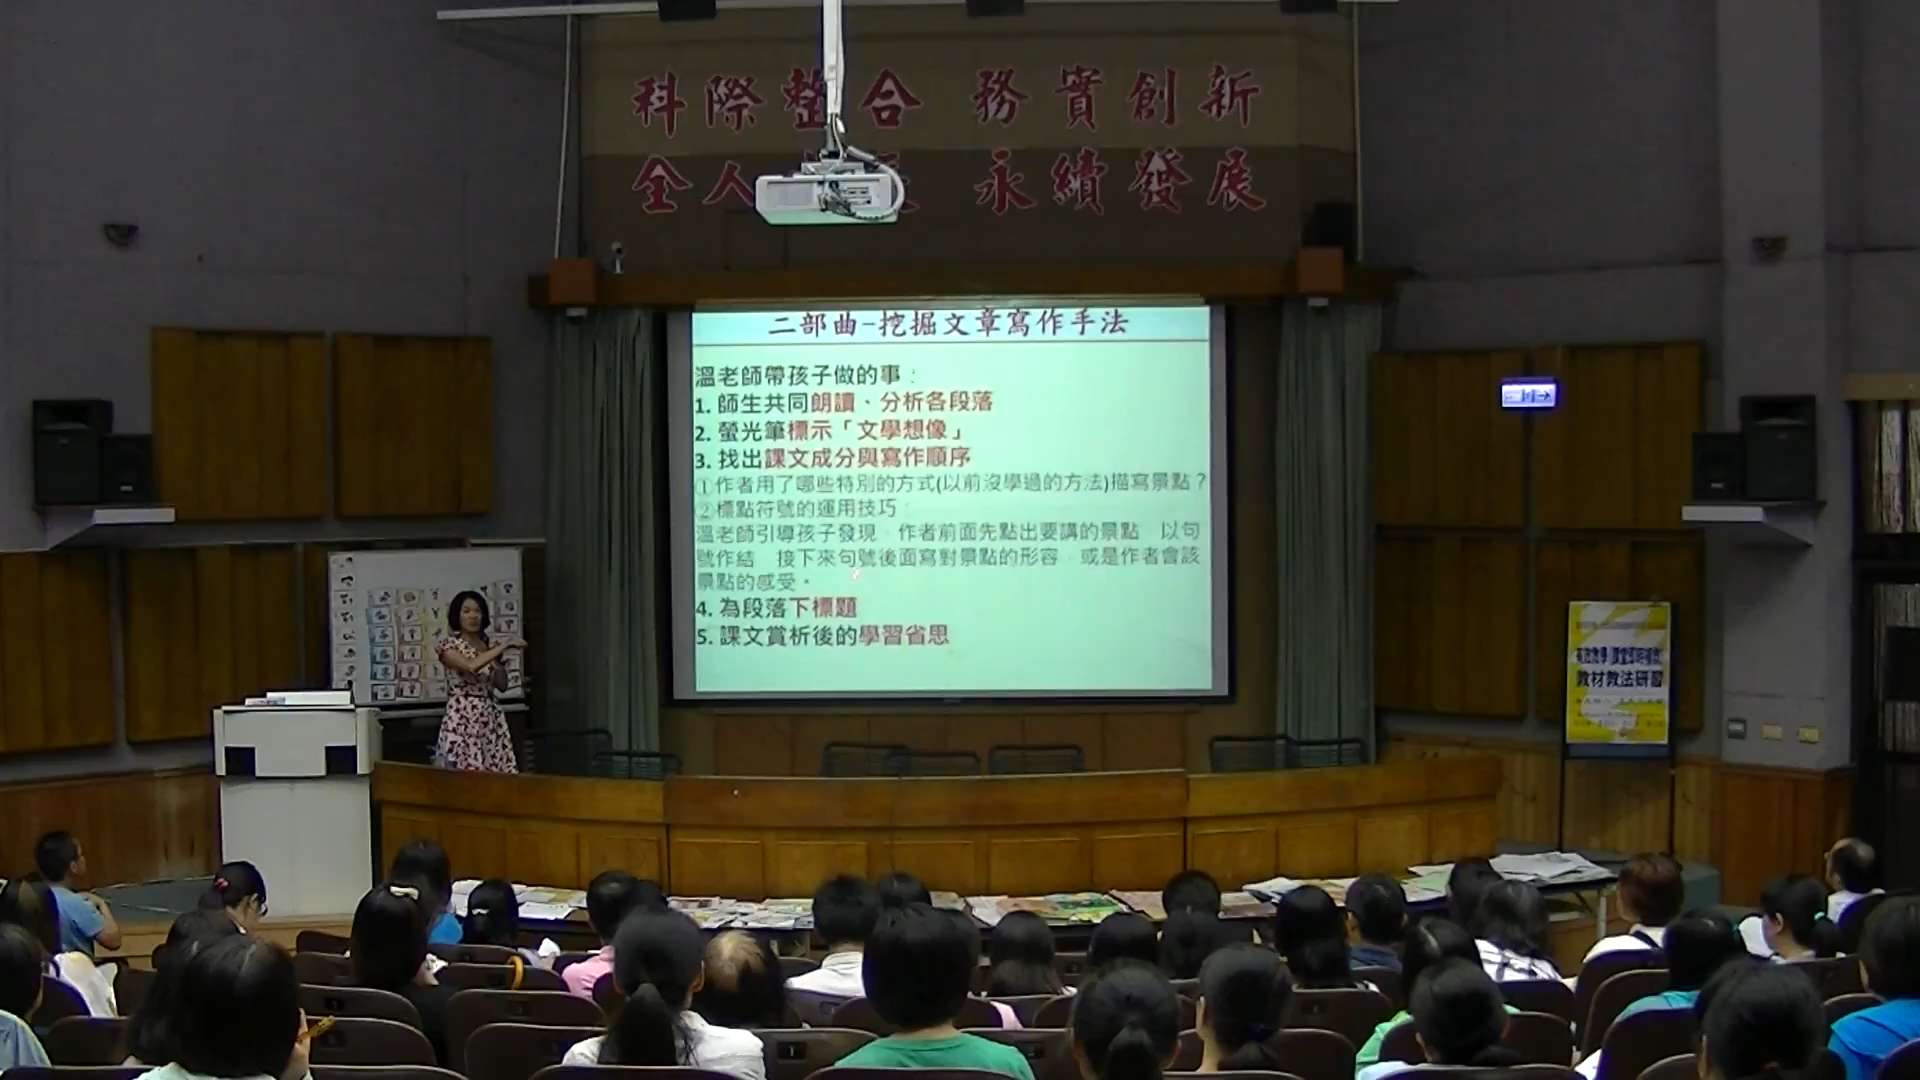 科際整合 務實創新
全人 永續發展
二部曲-挖掘文章寫作手法
溫老師帶孩子做的事：
1. 師生共同朗讀、分析各段落
2. 螢光筆標示「文學想像」
3. 找出課文成分與寫作順序
①作者用了哪些特別的方式(以前沒學過的方法)描寫景點？
②標點符號的運用技巧：
溫老師引導孩子發現，作者前面先點出要講的景點，以句
號作結，接下來句號後面寫對景點的形容，或是作者會該
景點的感受。
4. 為段落下標題
5. 課文賞析後的學習省思
教材教法研習